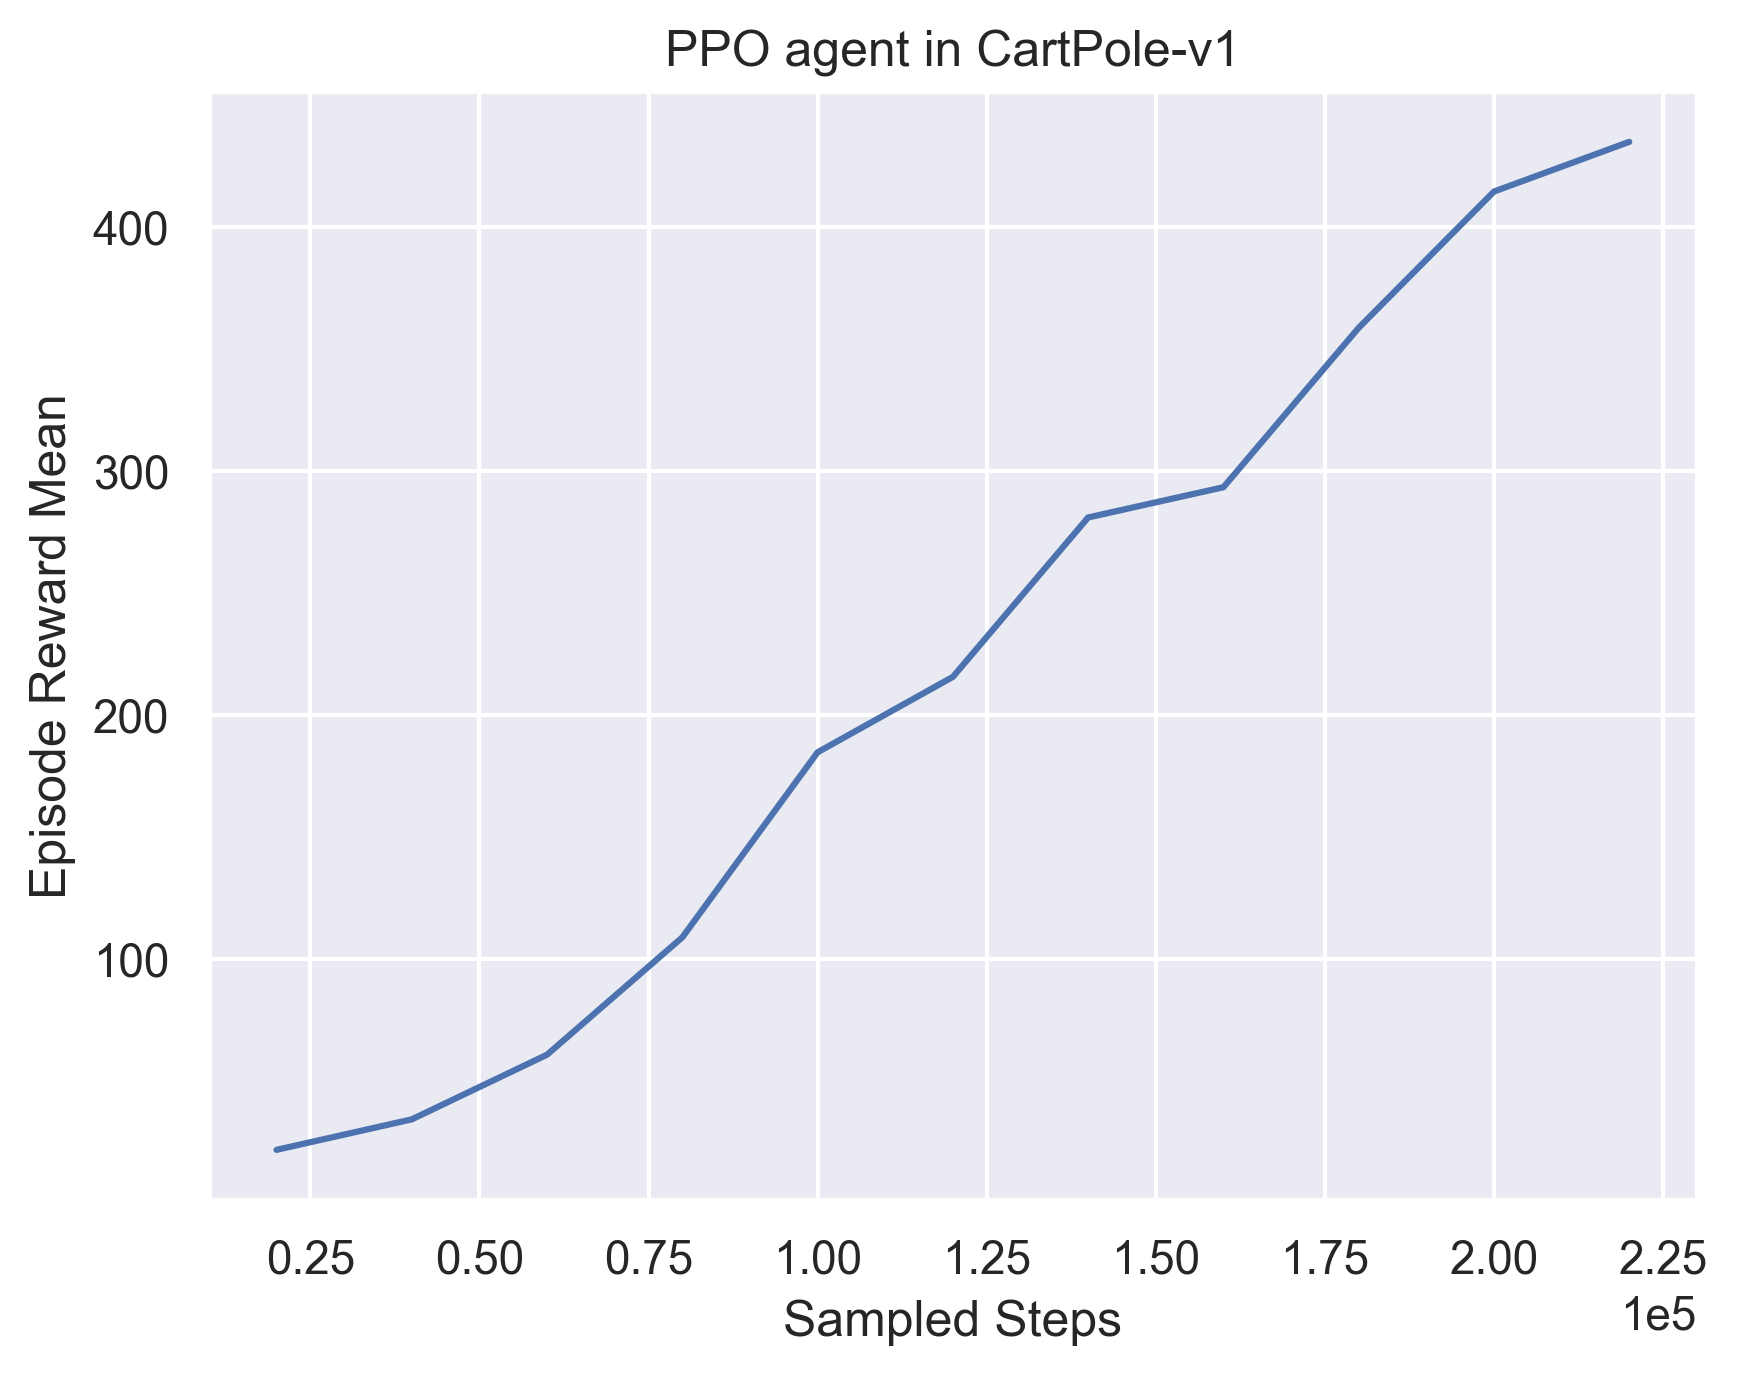 PPO agent in CartPole-v1
Episode Reward Mean
400
300
200
100
0.25 0.50 0.75 1.00 1.25 1.50 1.75 2.00 2.25
1e5
Sampled Steps